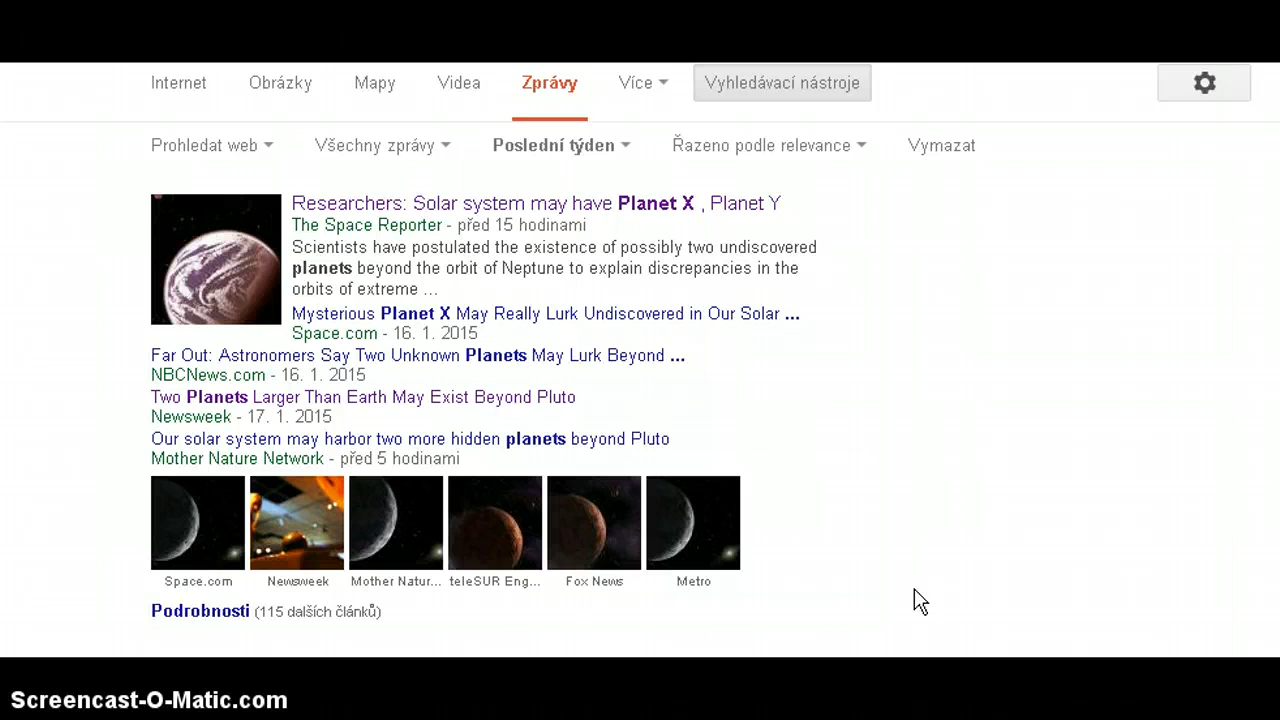 Internet Obrázky Mapy Videa Zprávy Více Vyhledávací nástroje
Prohledat web Všechny zprávy Poslední týden Řazeno podle relevance Vymazat
Researchers: Solar system may have Planet X , Planet Y
The Space Reporter - před 15 hodinami
Scientists have postulated the existence of possibly two undiscovered
planets beyond the orbit of Neptune to explain discrepancies in the
orbits of extreme ...
Mysterious Planet X May Really Lurk Undiscovered in Our Solar ...
Space.com - 16. 1. 2015
Far Out: Astronomers Say Two Unknown Planets May Lurk Beyond ...
NBCNews.com - 16. 1. 2015
Two Planets Larger Than Earth May Exist Beyond Pluto
Newsweek - 17. 1. 2015
Our solar system may harbor two more hidden planets beyond Pluto
Mother Nature Network - před 5 hodinami
Space.com Newsweek Mother Natur... teleSUR Eng... Fox News Metro
Podrobnosti (115 dalších článků)
Screencast-O-Matic.com